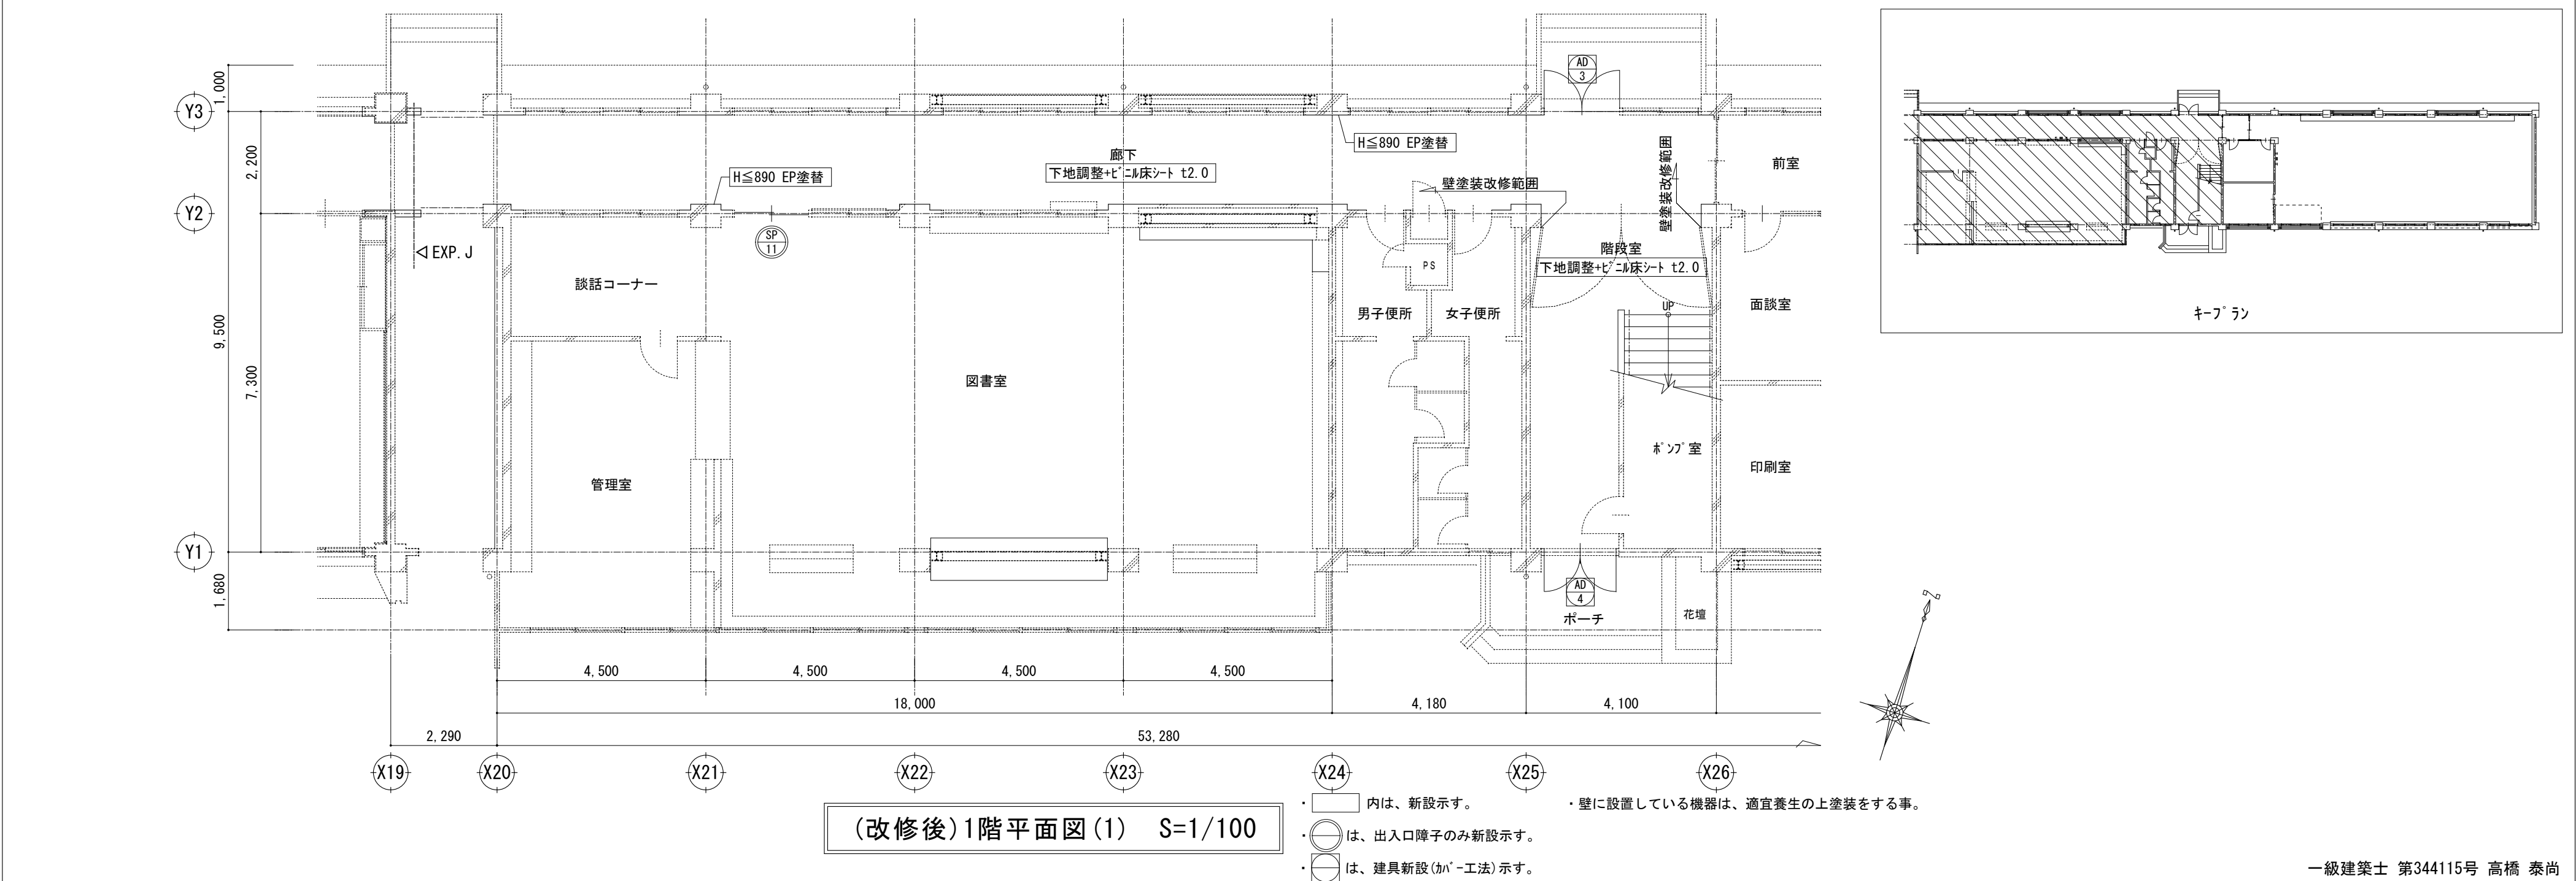 AD
3
1,000
Y3
H≦890 EP塗替
廊下
下地調整+ﾋﾞﾆﾙ床シート t2.0
H≦890 EP塗替
壁塗装改修範囲
壁塗装改修範囲
前室
2,200
Y2
SP
11
EXP.J
階段室
下地調整+ﾋﾞﾆﾙ床シート t2.0
PS
談話コーナー
男子便所
女子便所
UP
面談室
キープラン
9,500
7,300
図書室
ﾎﾟﾝﾌﾟ室
印刷室
管理室
Y1
1,680
AD
4
ポーチ
花壇
Z
4,500
4,500
4,500
4,500
18,000
4,180
4,100
2,290
53,280
X19
X20
X21
X22
X23
X24
X25
X26
(改修後)1階平面図(1) S=1/100
・ 内は、新設示す。
・壁に設置している機器は、適宜養生の上塗装をする事。
・ は、出入口障子のみ新設示す。
・ は、建具新設(ｶﾊﾞｰ工法)示す。
一級建築士 第344115号 高橋 泰尚